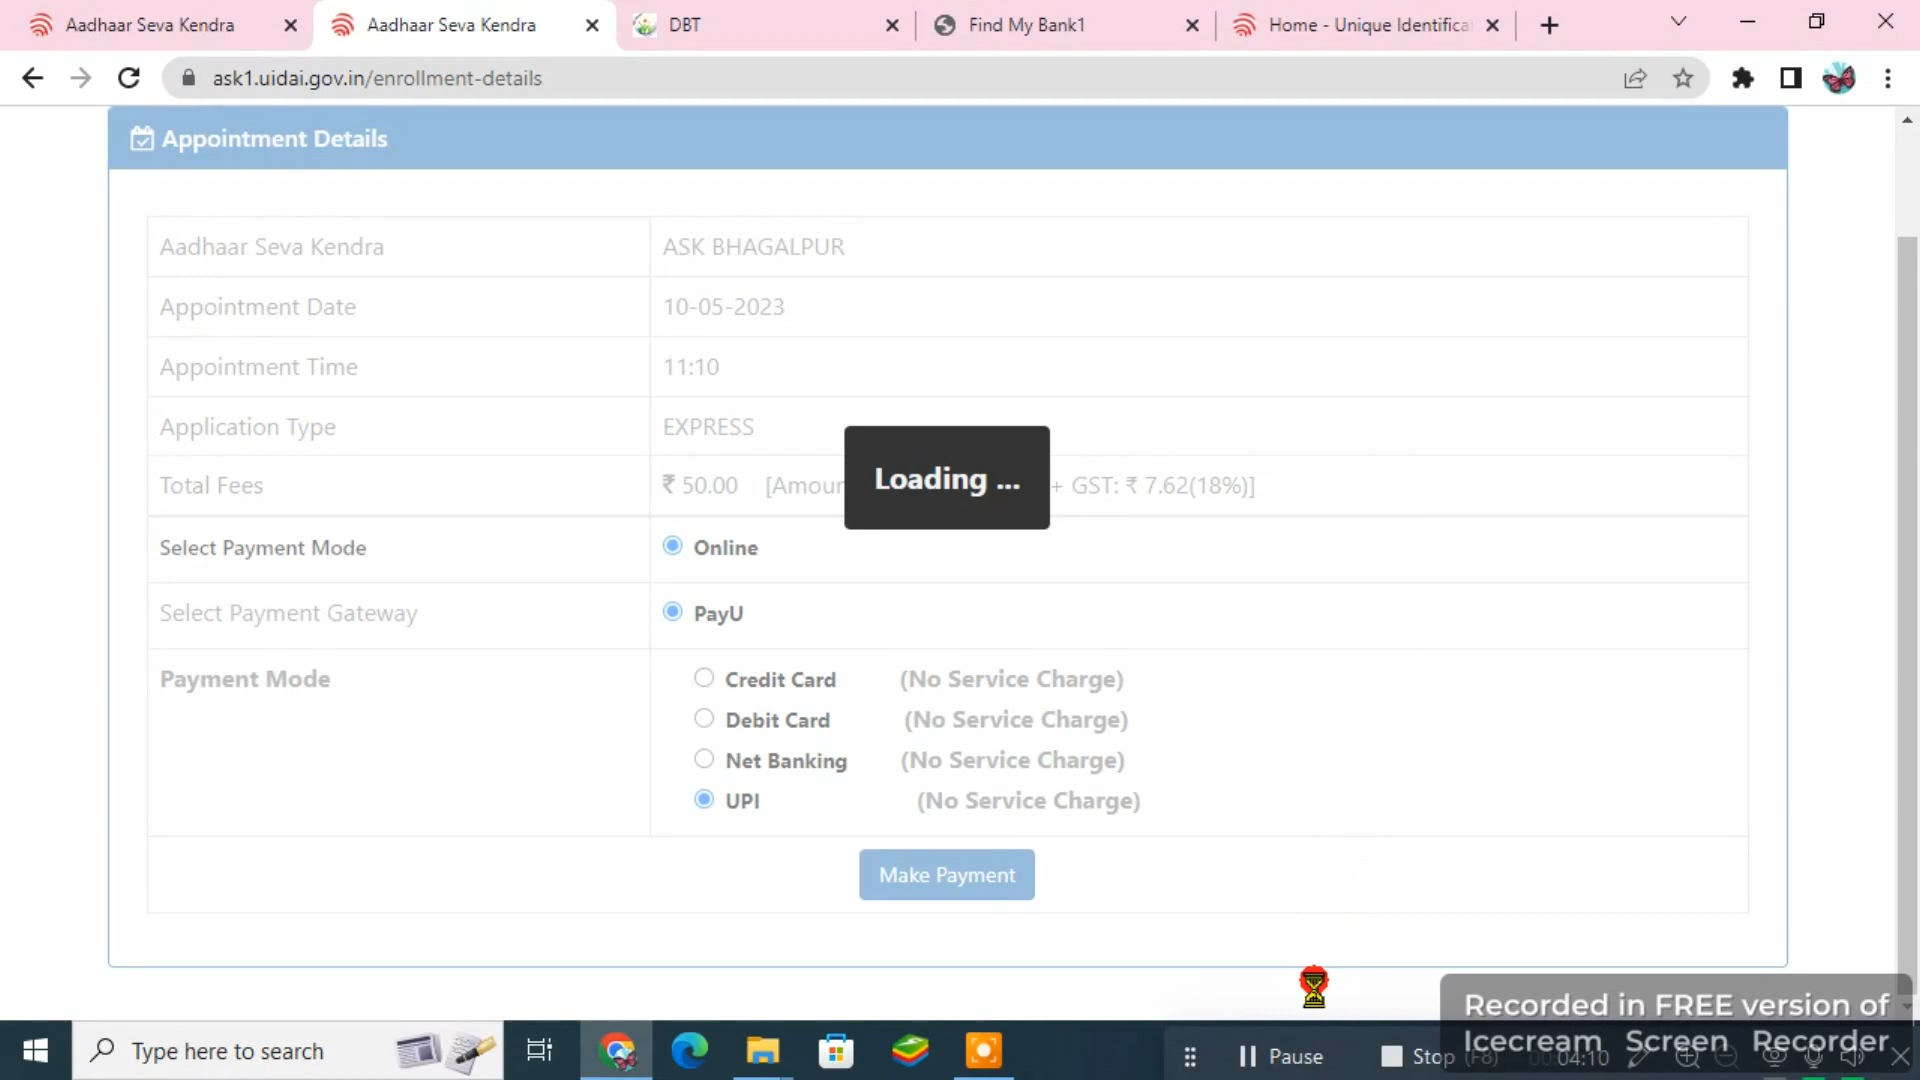 Aadhaar Seva Kendra
Aadhaar Seva Kendra
DBT
Find My Bank1
Home - Unique Identifica
ask1.uidai.gov.in/enrollment-details
Appointment Details
Aadhaar Seva Kendra ASK BHAGALPUR
Appointment Date 10-05-2023
Appointment Time 11:10
Application Type EXPRESS
Total Fees ₹ 50.00 [Amoun + GST: ₹ 7.62(18%)]
Loading ...
Select Payment Mode Online
Select Payment Gateway PayU
Payment Mode Credit Card (No Service Charge)
Debit Card (No Service Charge)
Net Banking (No Service Charge)
UPI (No Service Charge)
Make Payment
Recorded in FREE version of
Icecream Screen Recorder
Type here to search
Pause
Stop (F8)
00:04:10